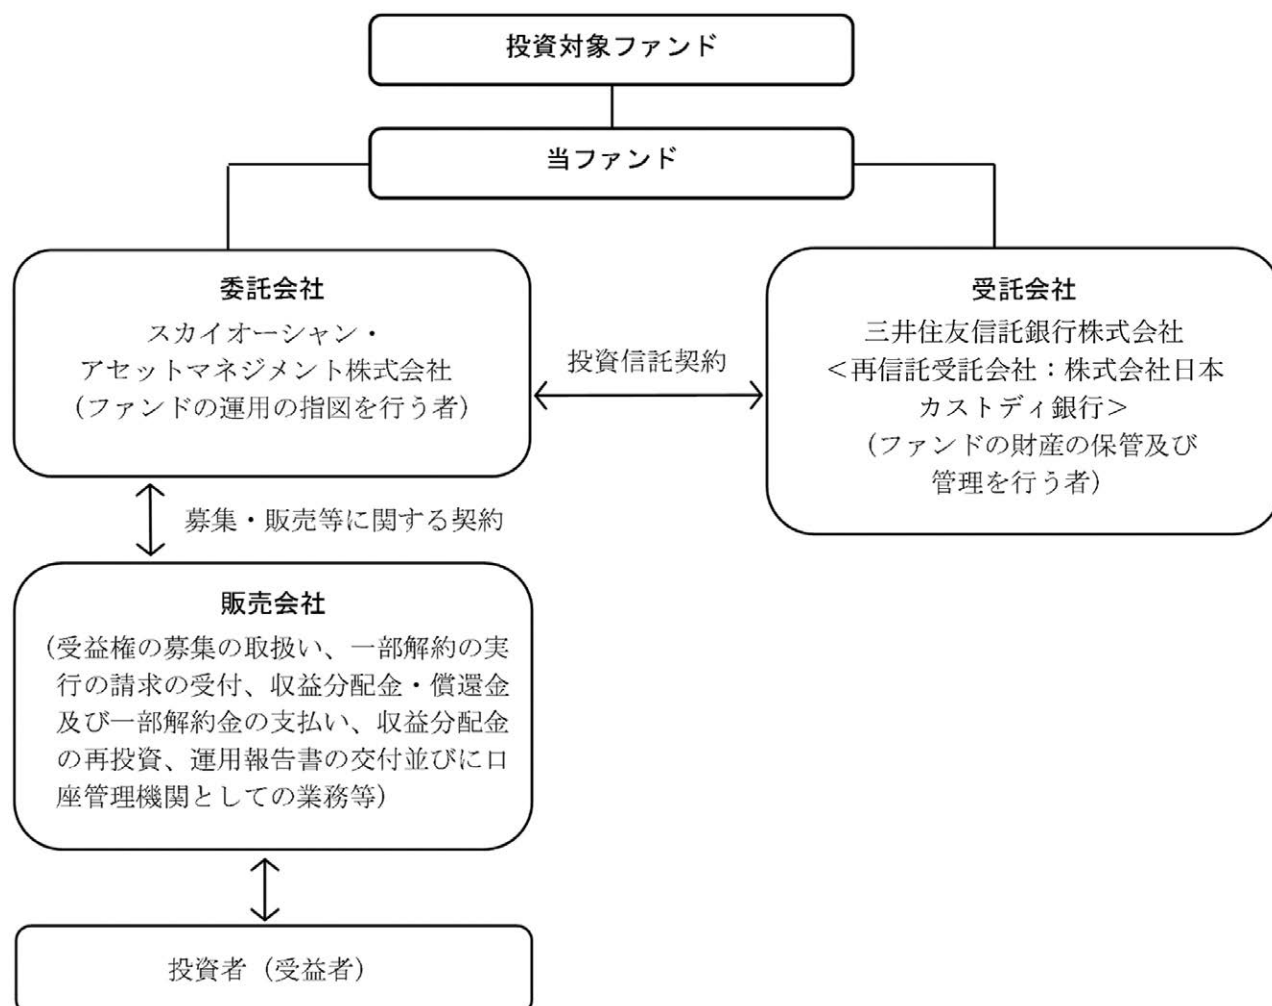 投資対象ファンド
当ファンド
委託会社
スカイオーシャン・
アセットマネジメント株式会社
（ファンドの運用の指図を行う者）
投資信託契約
受託会社
三井住友信託銀行株式会社
＜再信託受託会社：株式会社日本
カストディ銀行＞
（ファンドの財産の保管及び
管理を行う者）
募集・販売等に関する契約
販売会社
（受益権の募集の取扱い、一部解約の実
行の請求の受付、収益分配金・償還金
及び一部解約金の支払い、収益分配金
の再投資、運用報告書の交付並びに口
座管理機関としての業務等）
投資者（受益者）